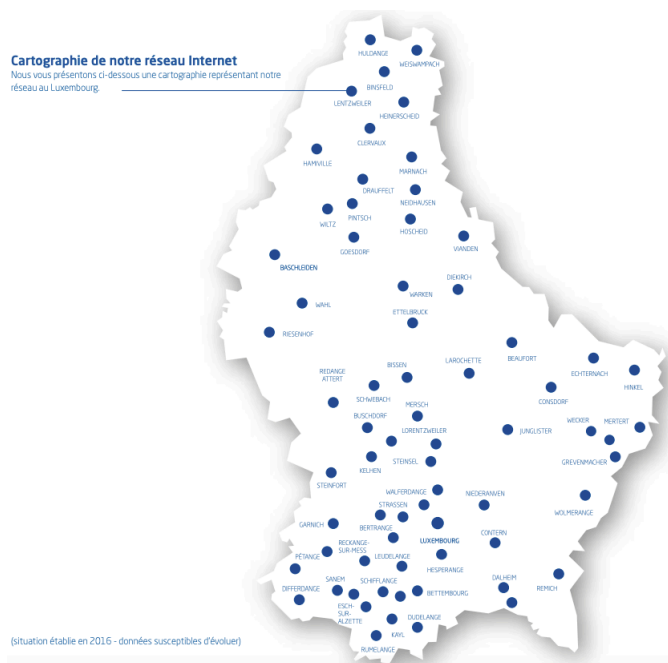 Cartographie de notre réseau Internet
Nous vous présentons ci-dessous une cartographie représentant notre
réseau au Luxembourg.
HULDANGE
WEISWAMPACH
BINSFELD
LENTZWEILER
HEINERSCHEID
CLERVAUX
HAMIVILLE
MARNACH
DRAUFFELT
NEIDHAUSEN
PINTSCH
WILTZ
HOSCHEID
GOESDORF
VIANDEN
BASCHLEIDEN
DIEKIRCH
WARKEN
WAHL
ETTELBRUCK
RIESENHOF
BEAUFORT
LAROCHETTE
BISSEN
ECHTERNACH
REDANGE
ATTERT
HINKEL
CONSDORF
SCHWEBACH
MERSCH
BUSCHDORF
WECKER
MERTERT
LORENTZWEILER
JUNGLISTER
STEINSEL
GREVENMACHER
KELHEN
STEINFORT
WALFERDANGE
NIEDERANVEN
STRASSEN
WOLMERANGE
GARNICH
BERTRANGE
CONTERN
LUXEMBOURG
RECKANGE-
SUR-MESS
PÉTANGE
LEUDELANGE
HESPERANGE
SANEM
SCHIFFLANGE
DALHEIM
DIFFERDANGE
BETTEMBOURG
REMICH
ESCH-
SUR-
ALZETTE
DUDELANGE
KAYL
(situation établie en 2016 - données susceptibles d'évoluer)
RUMELANGE